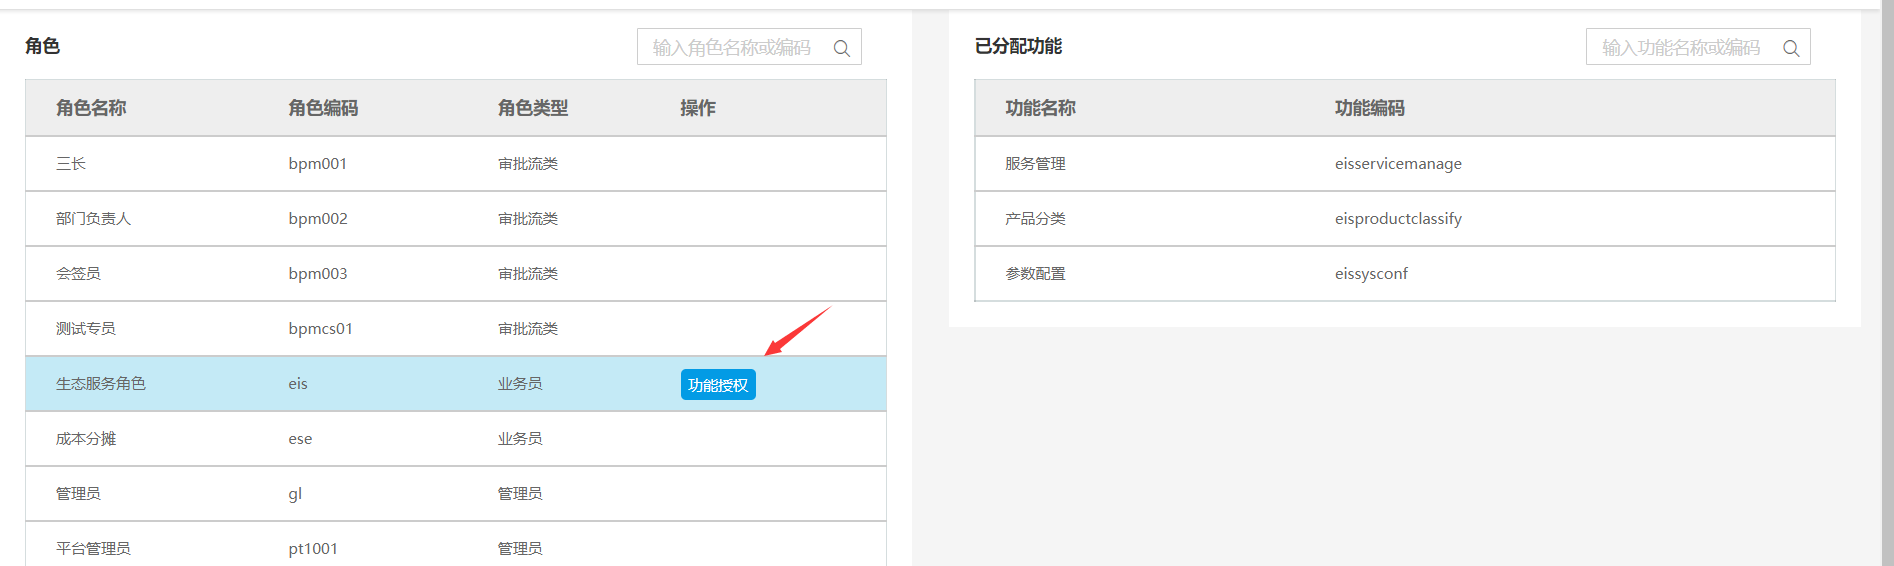 角色
输入角色名称或编码
角色名称 角色编码 角色类型 操作
三长 bpm001 审批流类
部门负责人 bpm002 审批流类
会签员 bpm003 审批流类
测试专员 bpmcs01 审批流类
生态服务角色 eis 业务员 功能授权
成本分摊 ese 业务员
管理员 gl 管理员
平台管理员 pt1001 管理员
已分配功能
输入功能名称或编码
功能名称 功能编码
服务管理 eisservicemanage
产品分类 eisproductclassify
参数配置 eissysconf